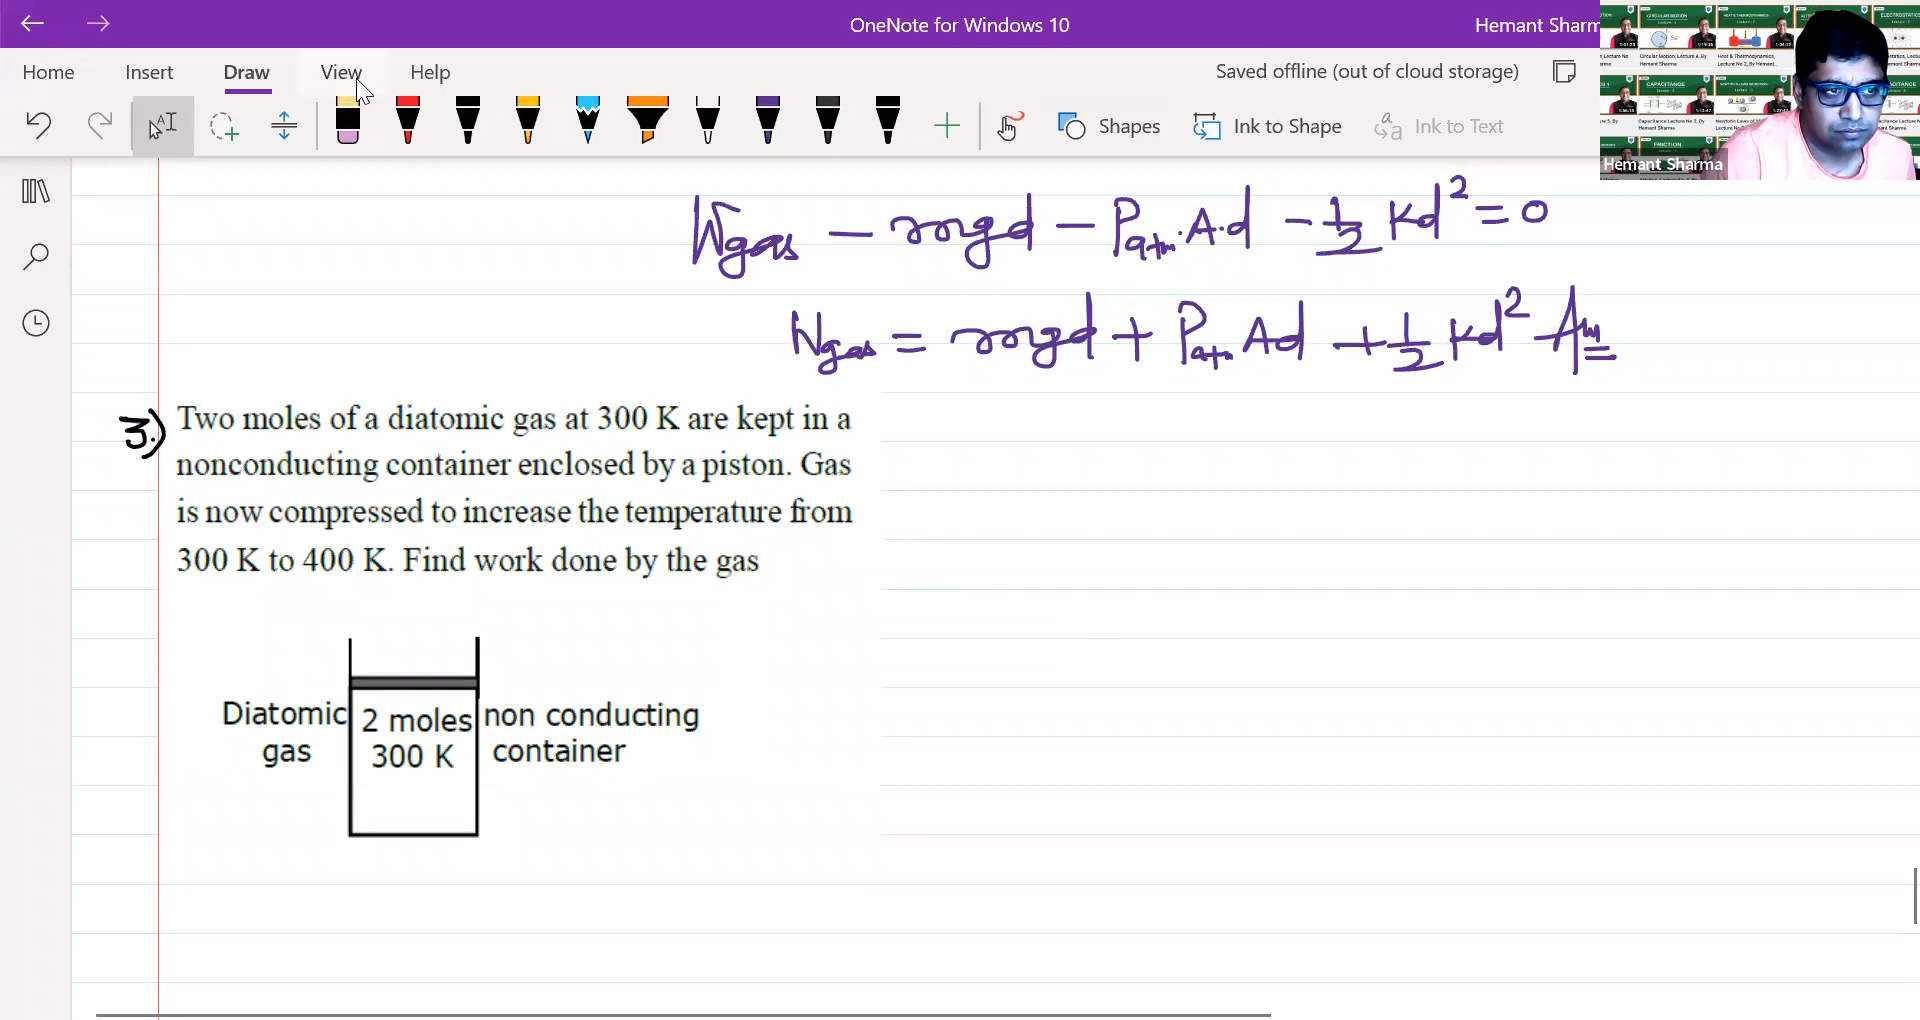 OneNote for Windows 10
Hemant Sharm
Home Insert Draw View Help
Saved offline (out of cloud storage)
Shapes Ink to Shape Ink to Text
Hemant Sharma
Wgas – mgd – Patm·A·d – 1/2 Kd² = 0
Wgas = mgd + Patm Ad + 1/2 Kd² Ans
3.) Two moles of a diatomic gas at 300 K are kept in a
nonconducting container enclosed by a piston. Gas
is now compressed to increase the temperature from
300 K to 400 K. Find work done by the gas
Diatomic gas
2 moles
300 K
non conducting
container